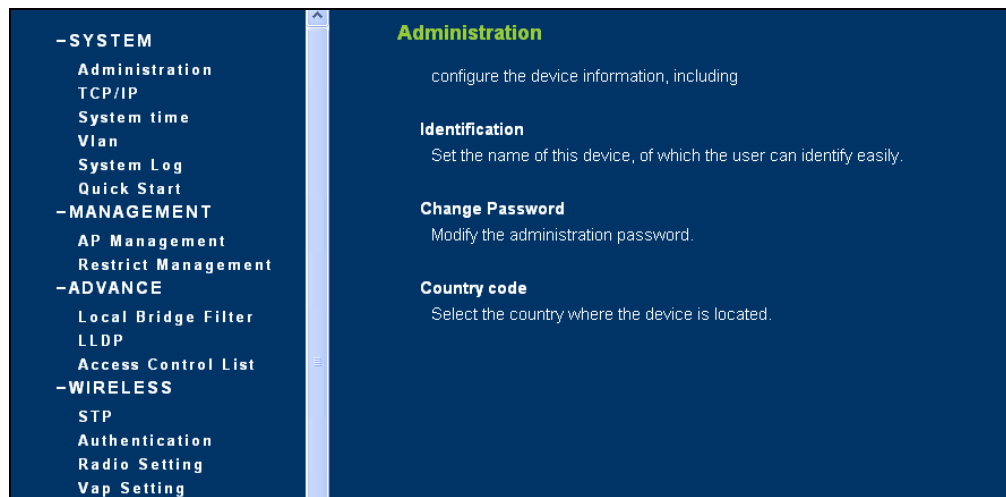 –SYSTEM
Administration
TCP/IP
System time
Vlan
System Log
Quick Start
–MANAGEMENT
AP Management
Restrict Management
–ADVANCE
Local Bridge Filter
LLDP
Access Control List
–WIRELESS
STP
Authentication
Radio Setting
Vap Setting
Administration
configure the device information, including
Identification
Set the name of this device, of which the user can identify easily.
Change Password
Modify the administration password.
Country code
Select the country where the device is located.